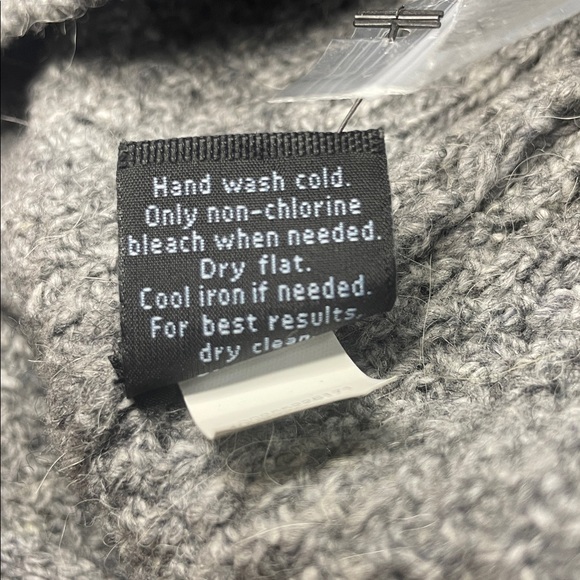 Hand wash cold.
Only non-chlorine
bleach when needed.
Dry flat.
Cool iron if needed.
For best results,
dry clean